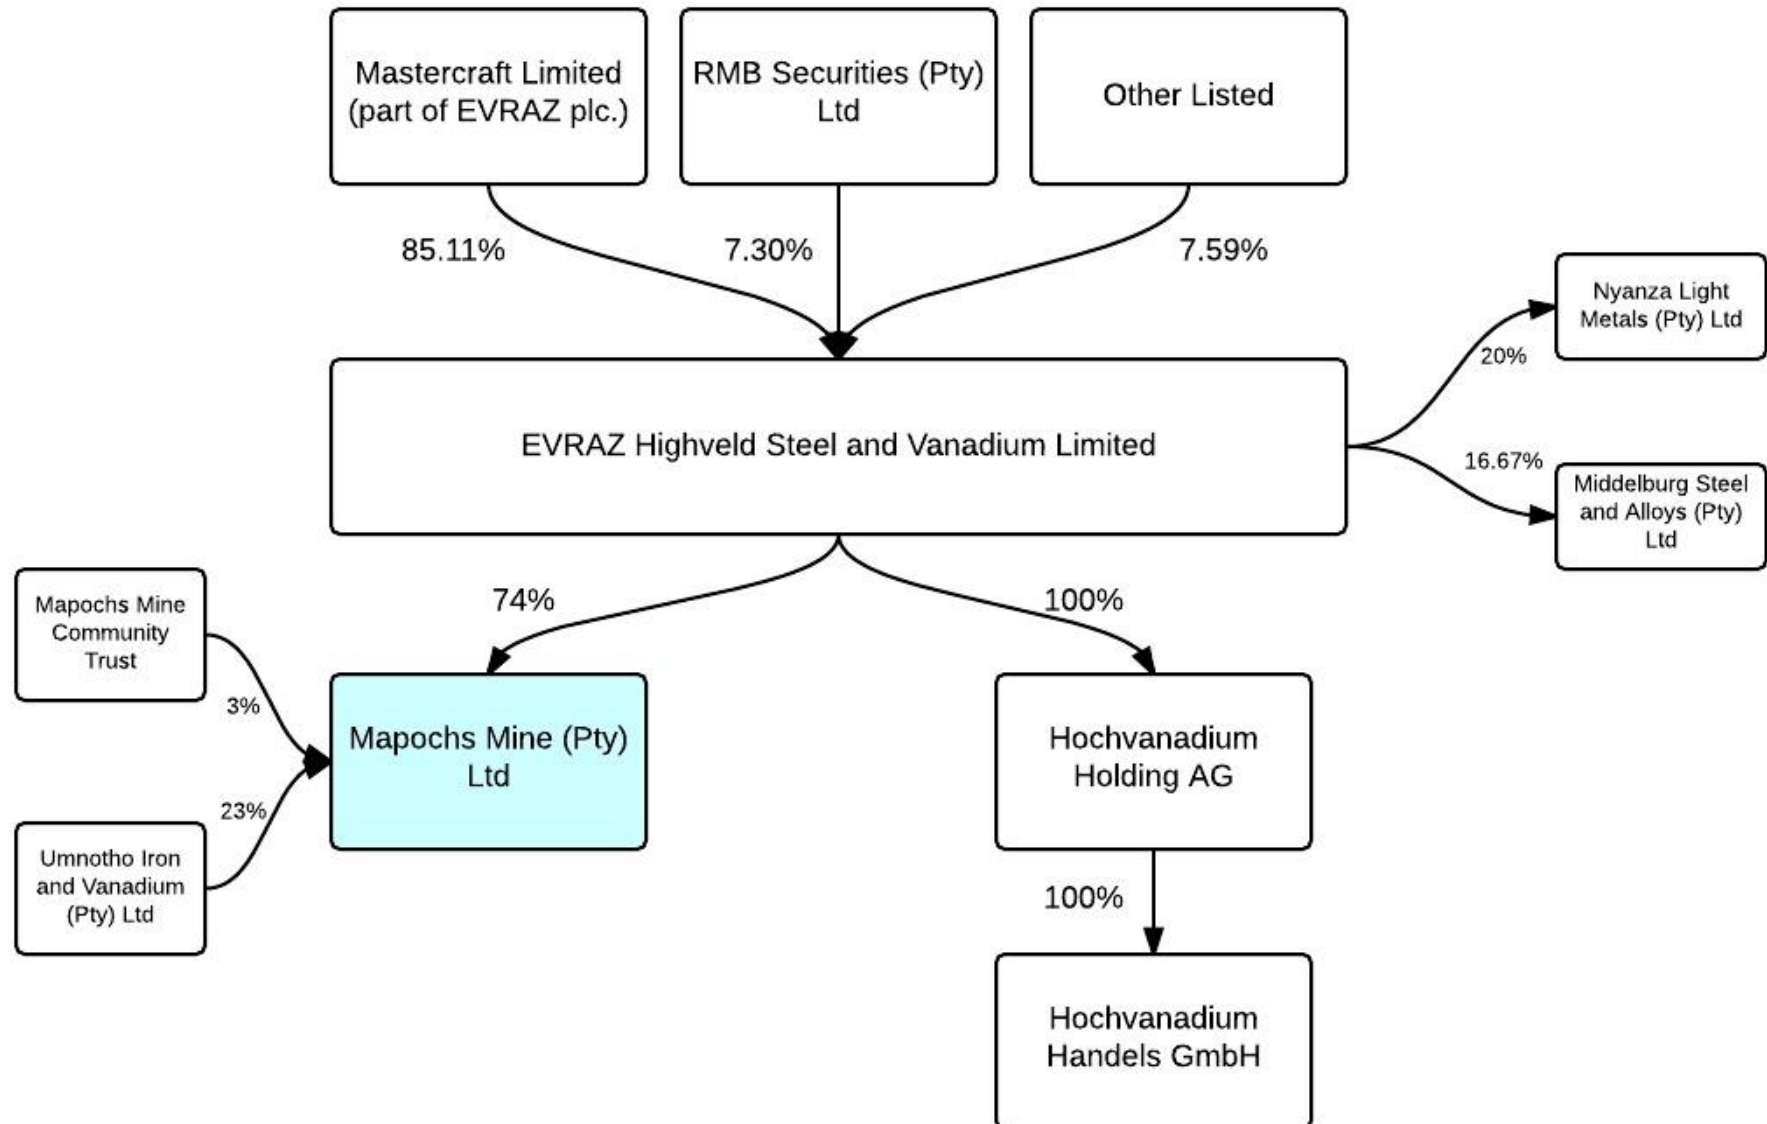 Mastercraft Limited
(part of EVRAZ plc.)
RMB Securities (Pty)
Ltd
Other Listed
85.11%
7.30%
7.59%
Nyanza Light
Metals (Pty) Ltd
20%
EVRAZ Highveld Steel and Vanadium Limited
16.67%
Middelburg Steel
and Alloys (Pty)
Ltd
74%
100%
Mapochs Mine
Community
Trust
3%
Mapochs Mine (Pty)
Ltd
Hochvanadium
Holding AG
23%
Umnotho Iron
and Vanadium
(Pty) Ltd
100%
Hochvanadium
Handels GmbH